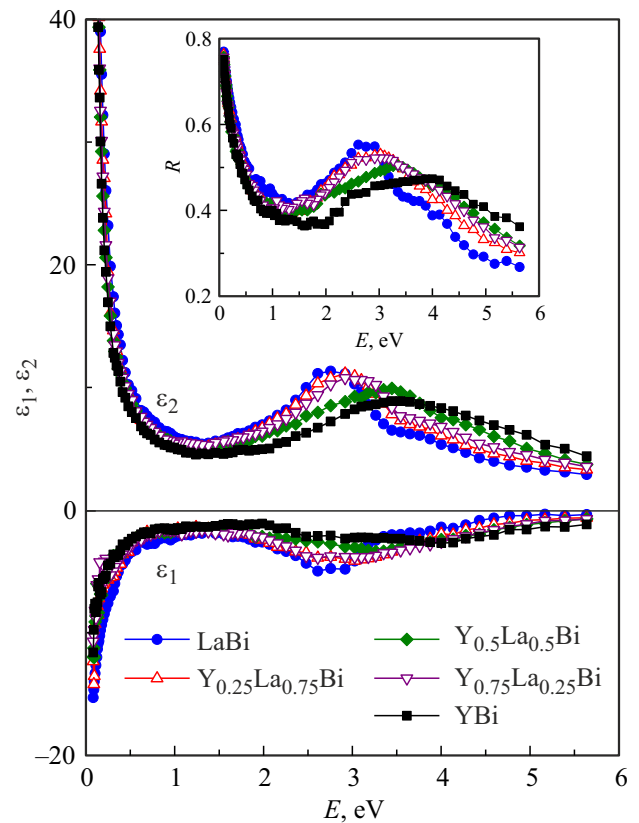 40
20
0
–20
ε₁, ε₂
0.8
0.6
0.4
0.2
R
0 1 2 3 4 5 6
E, eV
ε₂
ε₁
LaBi
Y₀.₂₅La₀.₇₅Bi
Y₀.₅La₀.₅Bi
Y₀.₇₅La₀.₂₅Bi
YBi
0 1 2 3 4 5 6
E, eV